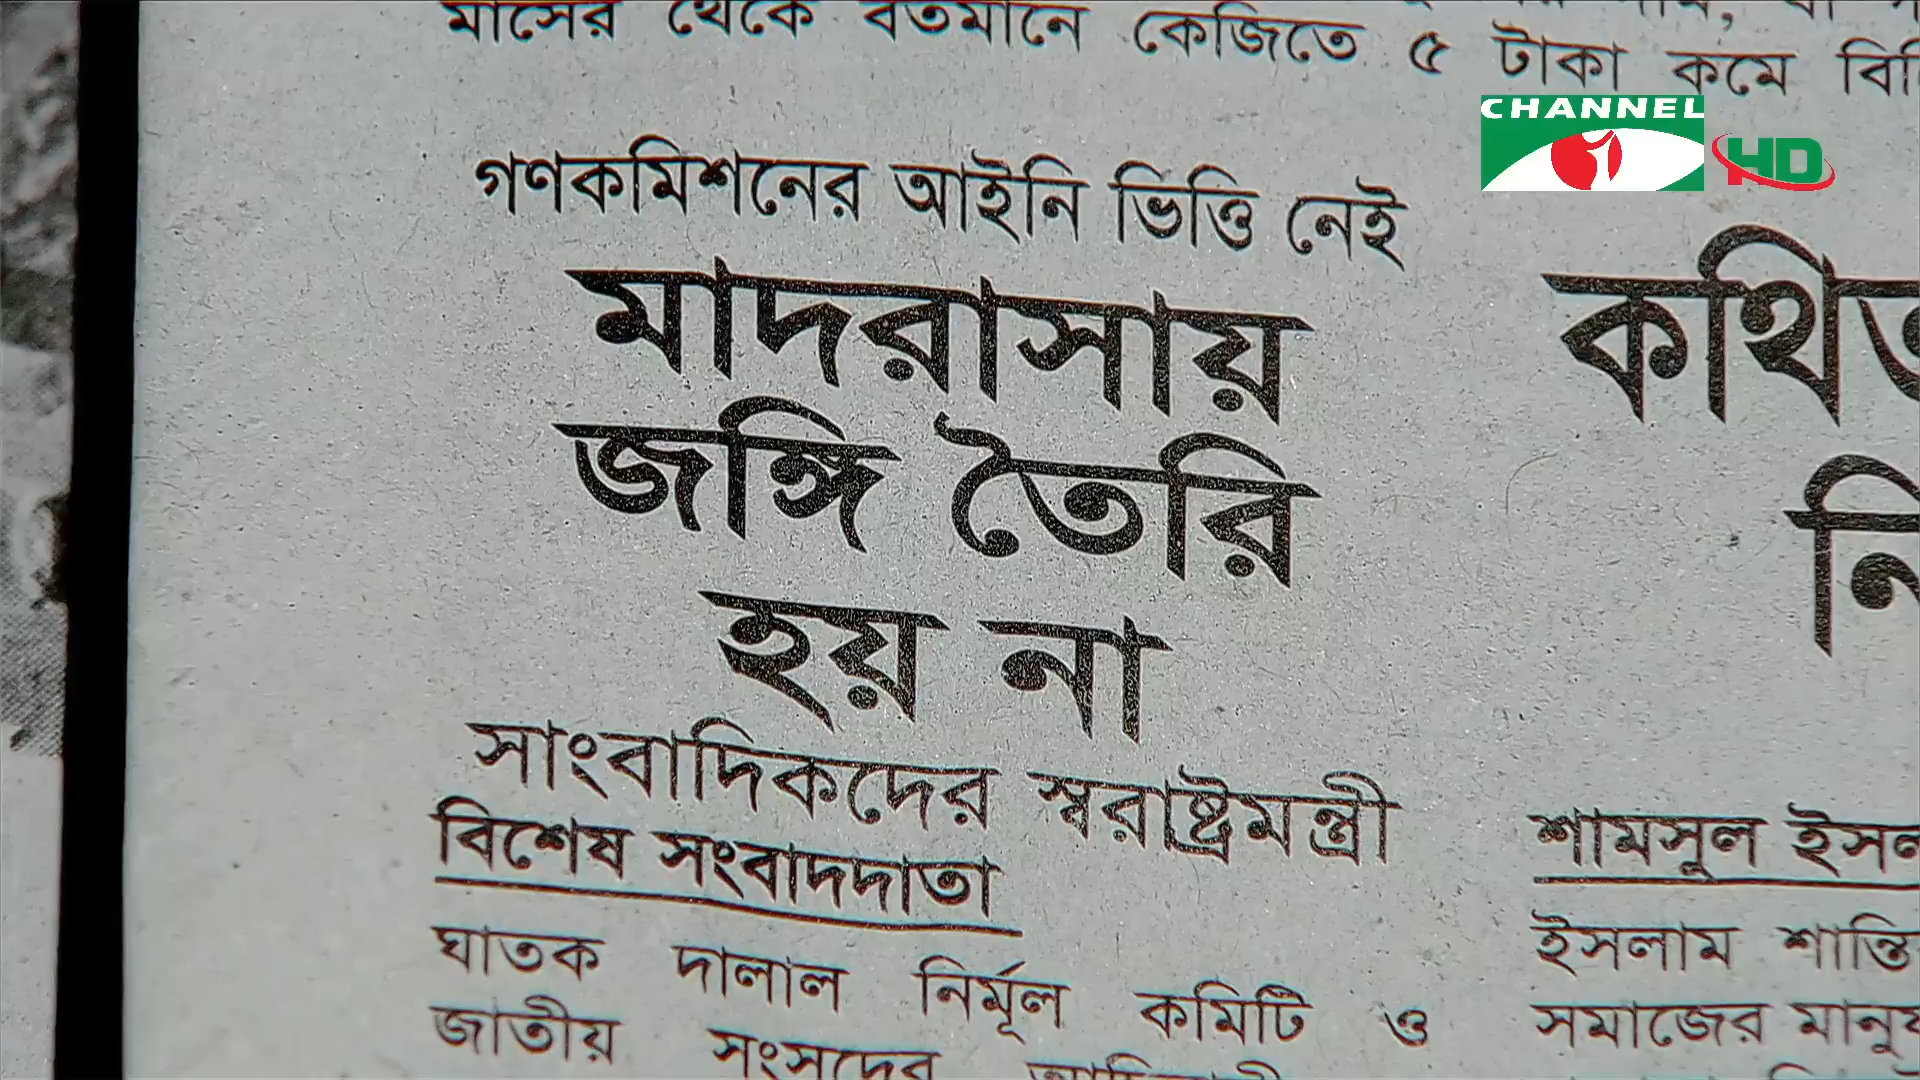 মাসের থেকে বর্তমানে কেজিতে ৫ টাকা কমে
CHANNEL i HD
গণকমিশনের আইনি ভিত্তি নেই
মাদরাসায়
জঙ্গি তৈরি
হয় না
সাংবাদিকদের স্বরাষ্ট্রমন্ত্রী
বিশেষ সংবাদদাতা
ঘাতক দালাল নির্মূল কমিটি ও
জাতীয় সংসদের
শামসুল
ইসলাম
সমাজের